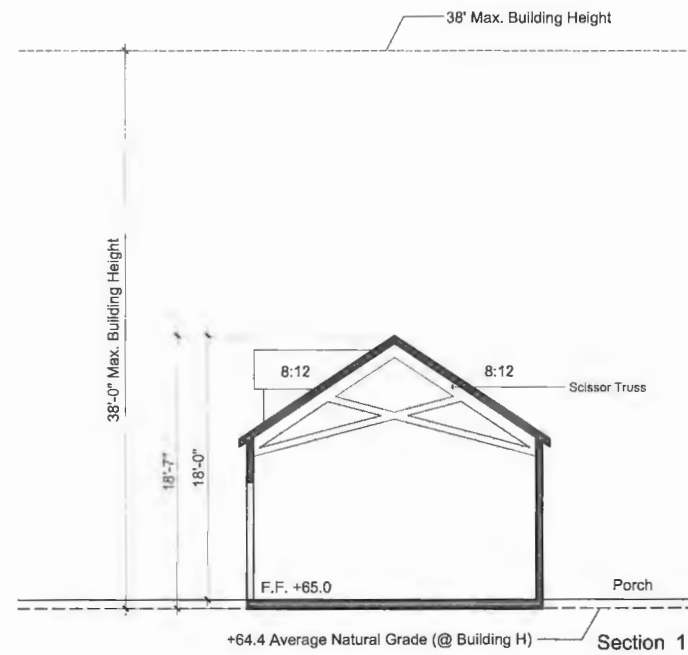 38' Max. Building Height
38'-0" Max. Building Height
8:12
8:12
Scissor Truss
18'-7"
18'-0"
F.F. +65.0
Porch
+64.4 Average Natural Grade (@ Building H)
Section 1